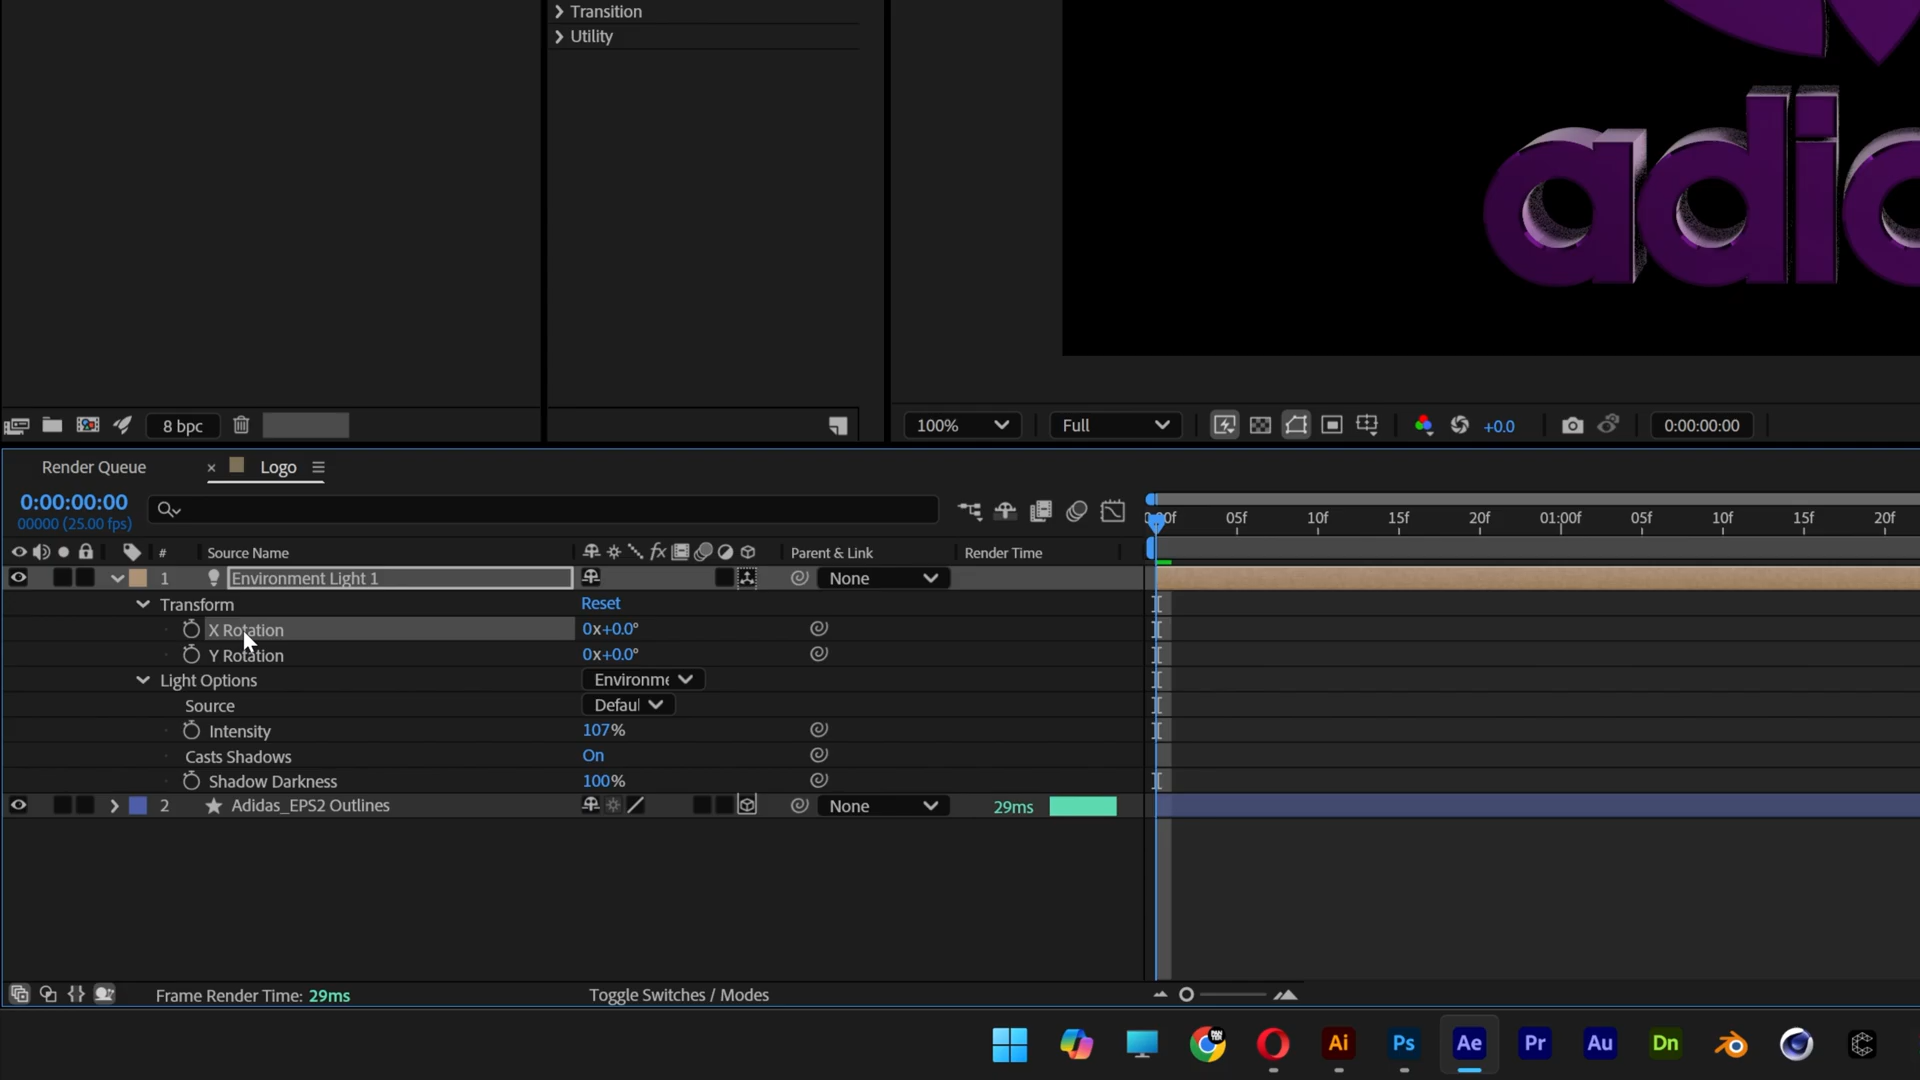 Transition
Utility
adid
8 bpc
100%
Full
+0.0
0:00:00:00
Render Queue
× Logo
0:00:00:00
00000 (25.00 fps)
05f
10f
15f
20f
01:00f
05f
10f
15f
20f
#
Source Name
fx
Parent & Link
Render Time
1
Environment Light 1
None
Transform
Reset
X Rotation
0x+0.0°
Y Rotation
0x+0.0°
Light Options
Environme
Source
Defaul
Intensity
107%
Casts Shadows
On
Shadow Darkness
100%
2
Adidas_EPS2 Outlines
None
29ms
Frame Render Time: 29ms
Toggle Switches / Modes
Ai
Ps
Ae
Pr
Au
Dn